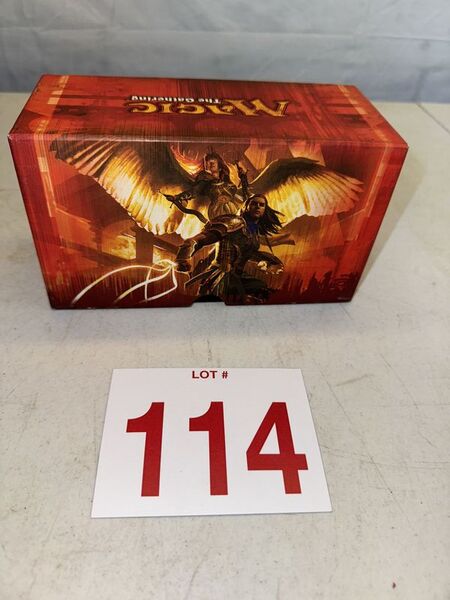 MAGIC
The Gathering
LOT #
114